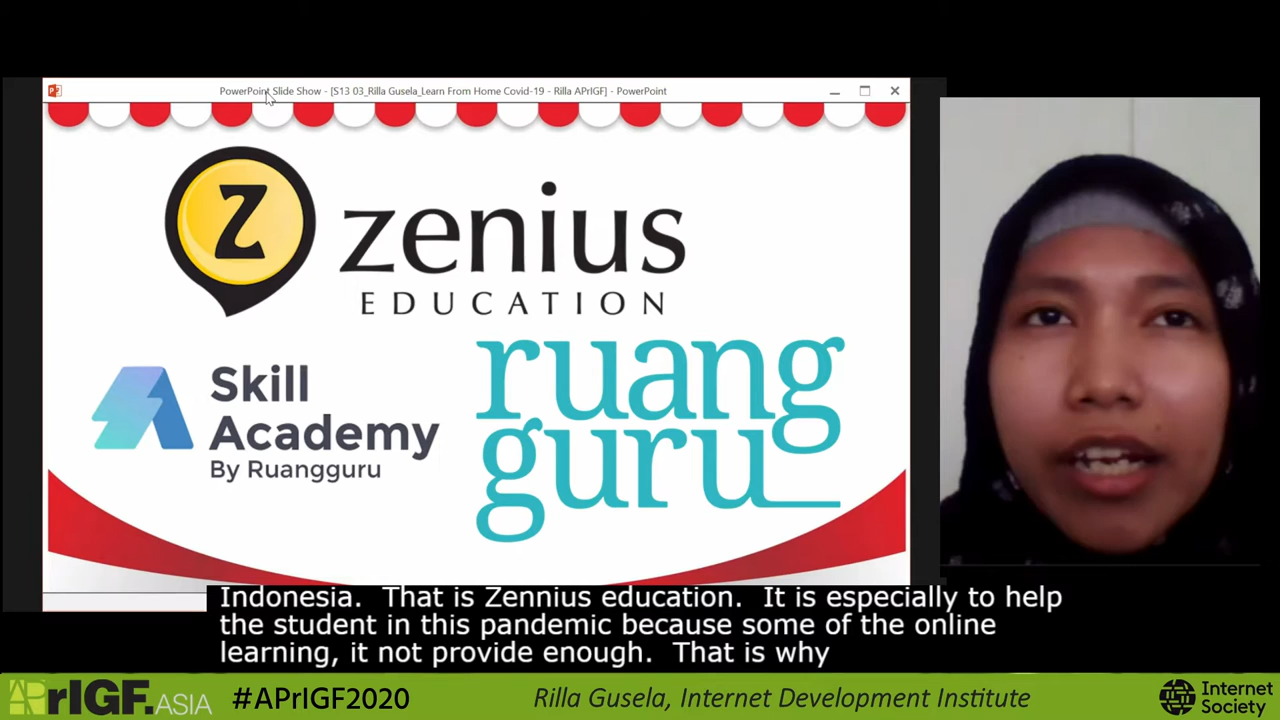 PowerPoint Slide Show - [S13 03_Rilla Gusela_Learn From Home Covid-19 - Rilla APrIGF] - PowerPoint
Z
zenius
EDUCATION
Skill
Academy
By Ruangguru
ruang
guru
Indonesia. That is Zennius education. It is especially to help
the student in this pandemic because some of the online
learning, it not provide enough. That is why
APrIGF.ASIA
#APrIGF2020
Rilla Gusela, Internet Development Institute
Internet
Society